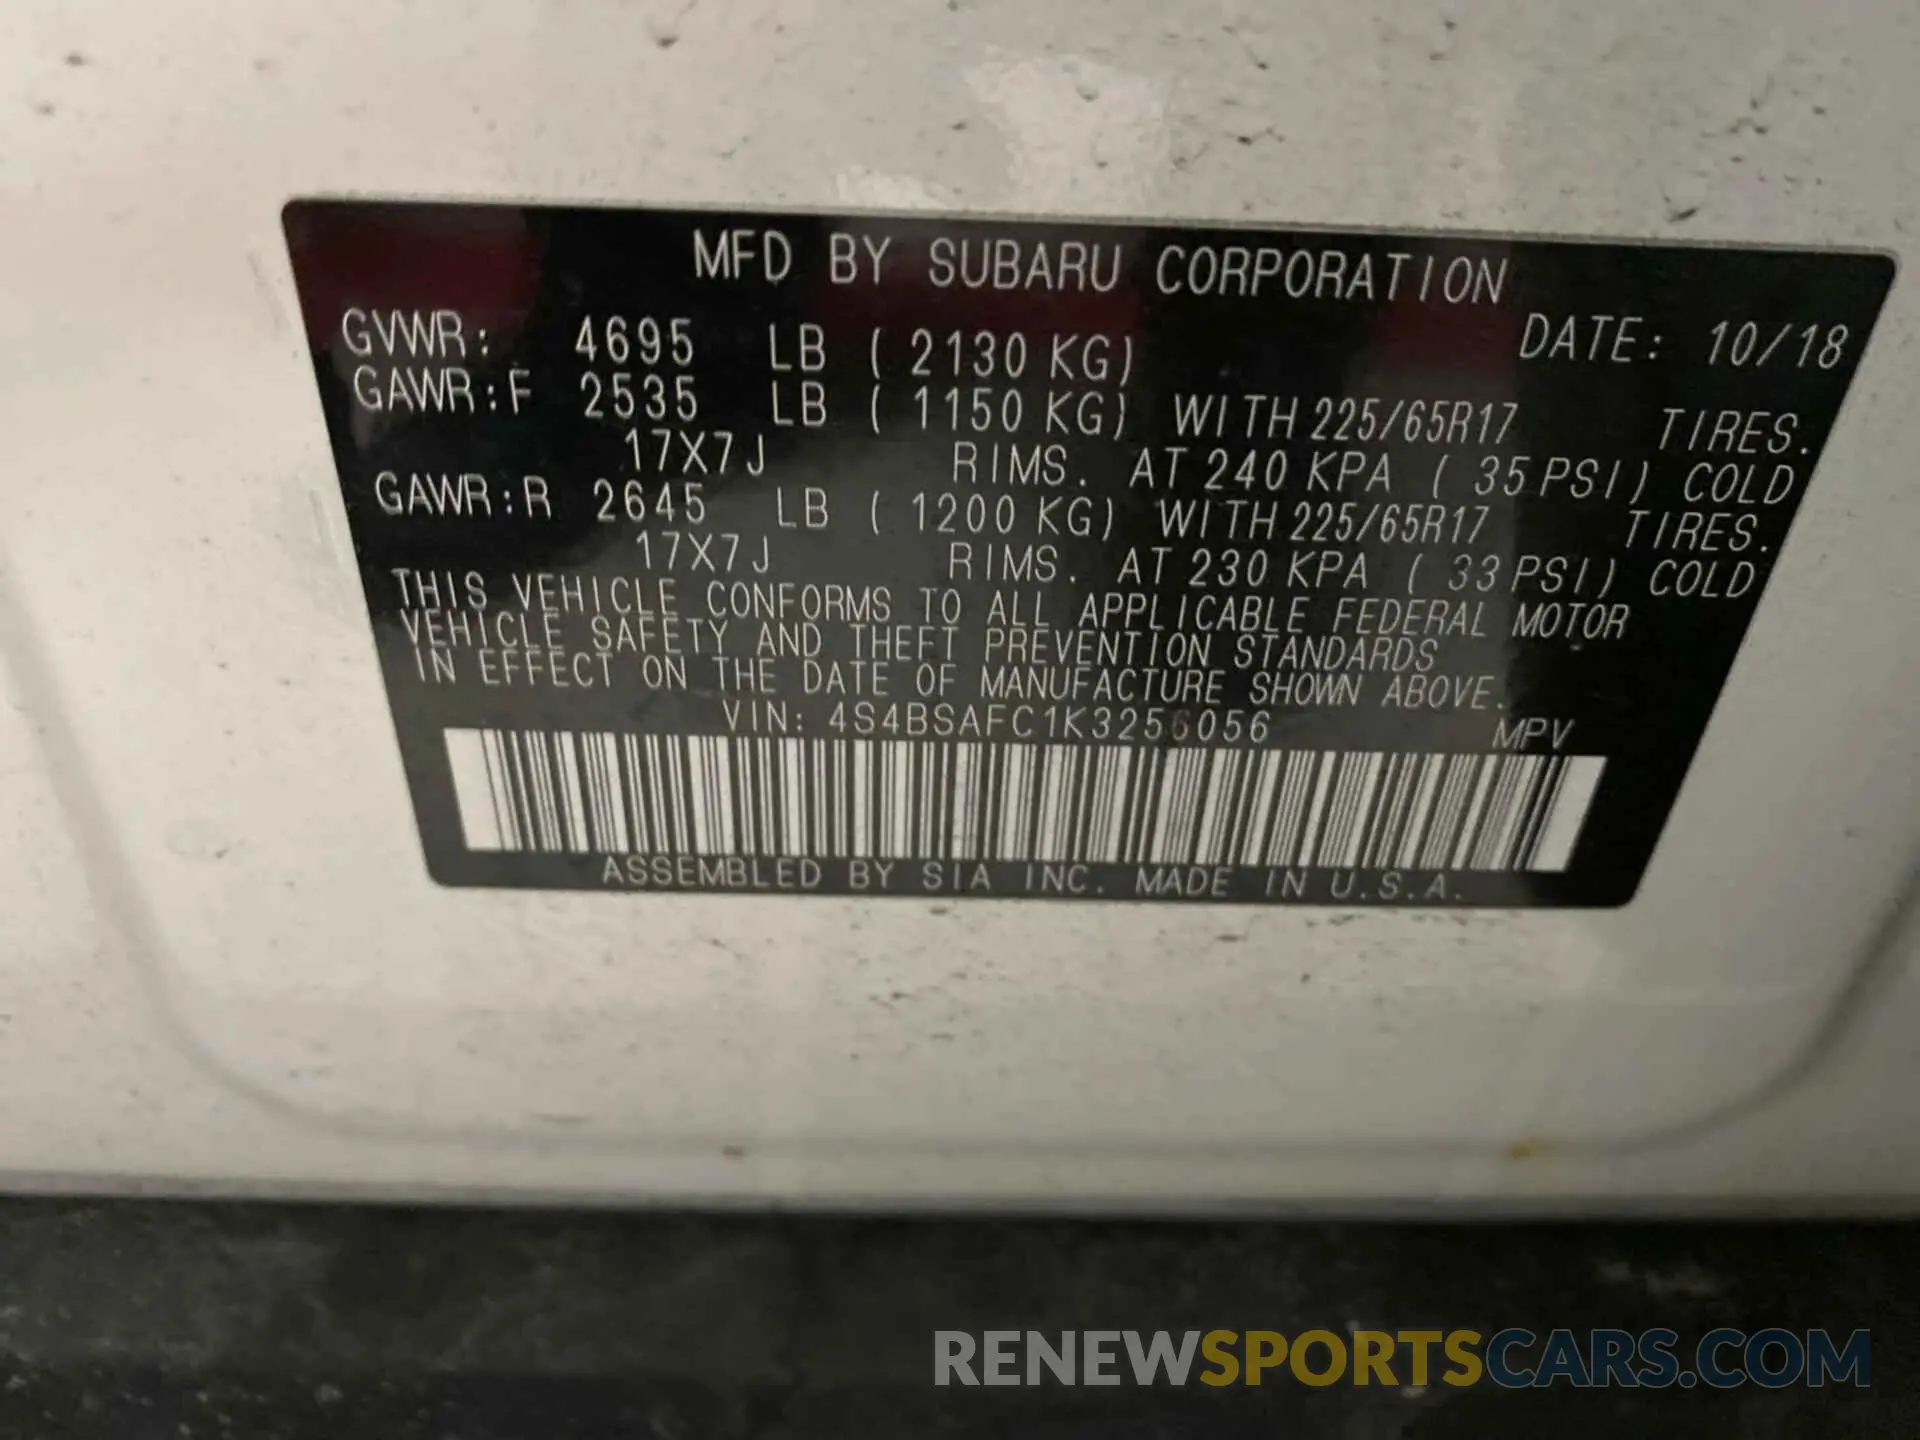 MFD BY SUBARU CORPORATION
DATE: 10/18
GVWR: 4695 LB ( 2130 KG)
GAWR:F 2535 LB ( 1150 KG) WITH 225/65R17 TIRES.
17X7J RIMS. AT 240 KPA ( 35 PSI) COLD
GAWR:R 2645 LB ( 1200 KG) WITH 225/65R17 TIRES.
17X7J RIMS. AT 230 KPA ( 33 PSI) COLD
THIS VEHICLE CONFORMS TO ALL APPLICABLE FEDERAL MOTOR
VEHICLE SAFETY AND THEFT PREVENTION STANDARDS
IN EFFECT ON THE DATE OF MANUFACTURE SHOWN ABOVE.
VIN: 4S4BSAFC1K3256056 MPV
ASSEMBLED BY SIA INC. MADE IN U.S.A.
RENEWSPORTSCARS.COM